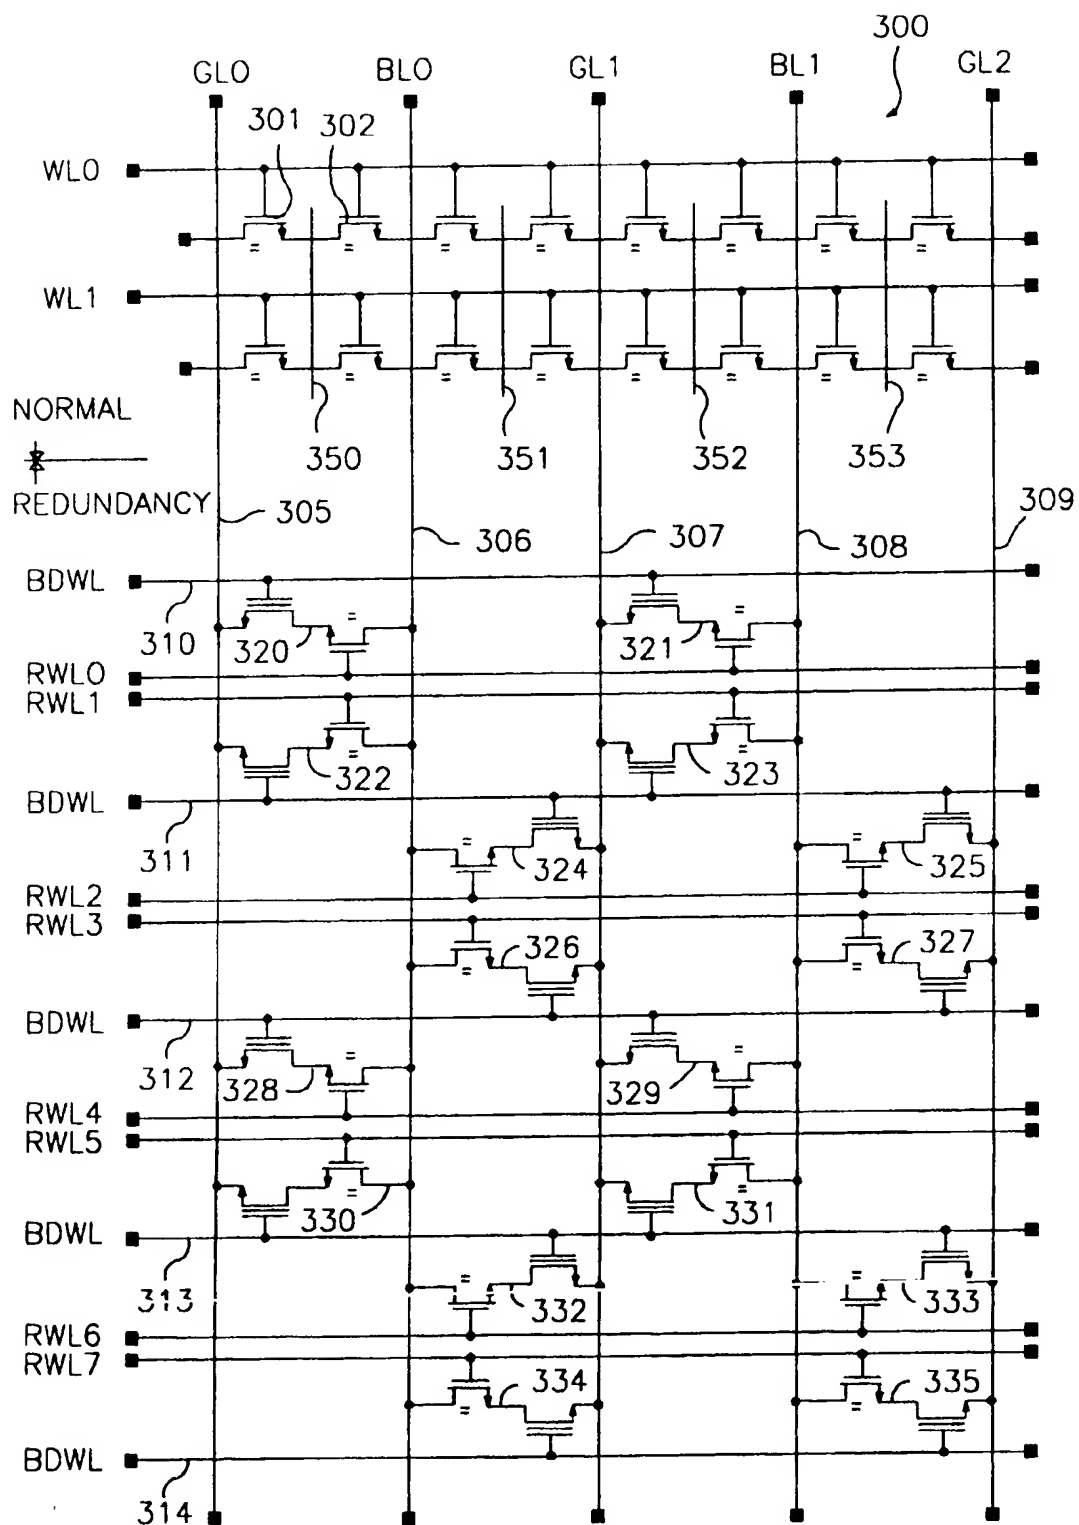 300
GL0 BL0 GL1 BL1 GL2
301 302
WL0
WL1
NORMAL
350 351 352 353
REDUNDANCY 305 306 307 308 309
BDWL
310 320 321
RWL0
RWL1
322 323
BDWL
311 324 325
RWL2
RWL3
326 327
BDWL
312 328 329
RWL4
RWL5
330 331
BDWL
313 332 333
RWL6
RWL7
334 335
BDWL
314